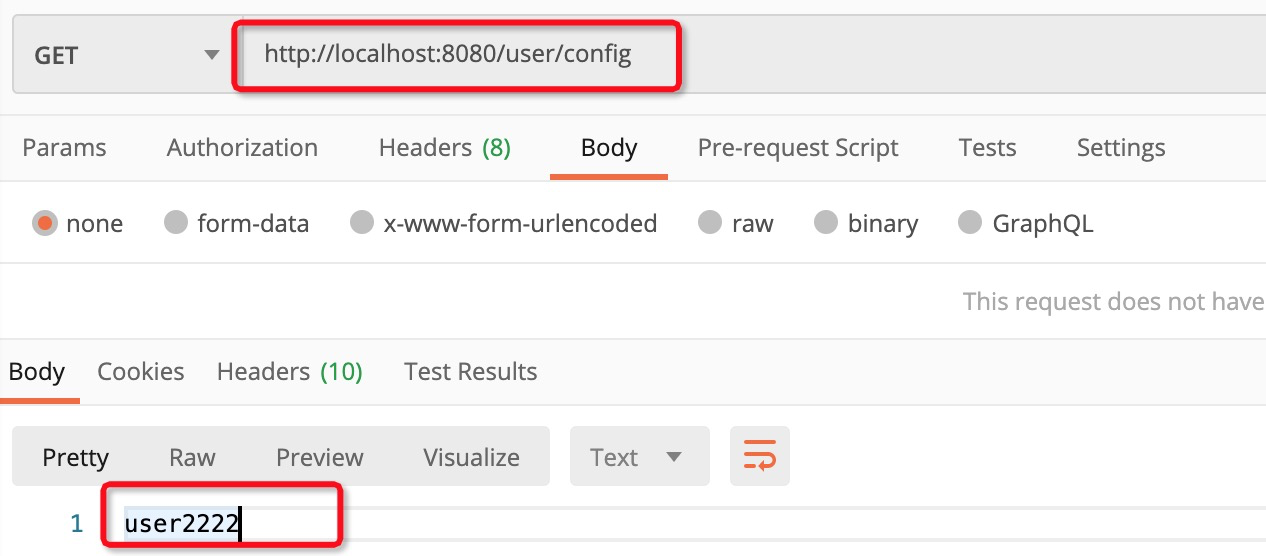 GET http://localhost:8080/user/config
Params Authorization Headers (8) Body Pre-request Script Tests Settings
none form-data x-www-form-urlencoded raw binary GraphQL
This request does not have
Body Cookies Headers (10) Test Results
Pretty Raw Preview Visualize Text
1 user2222